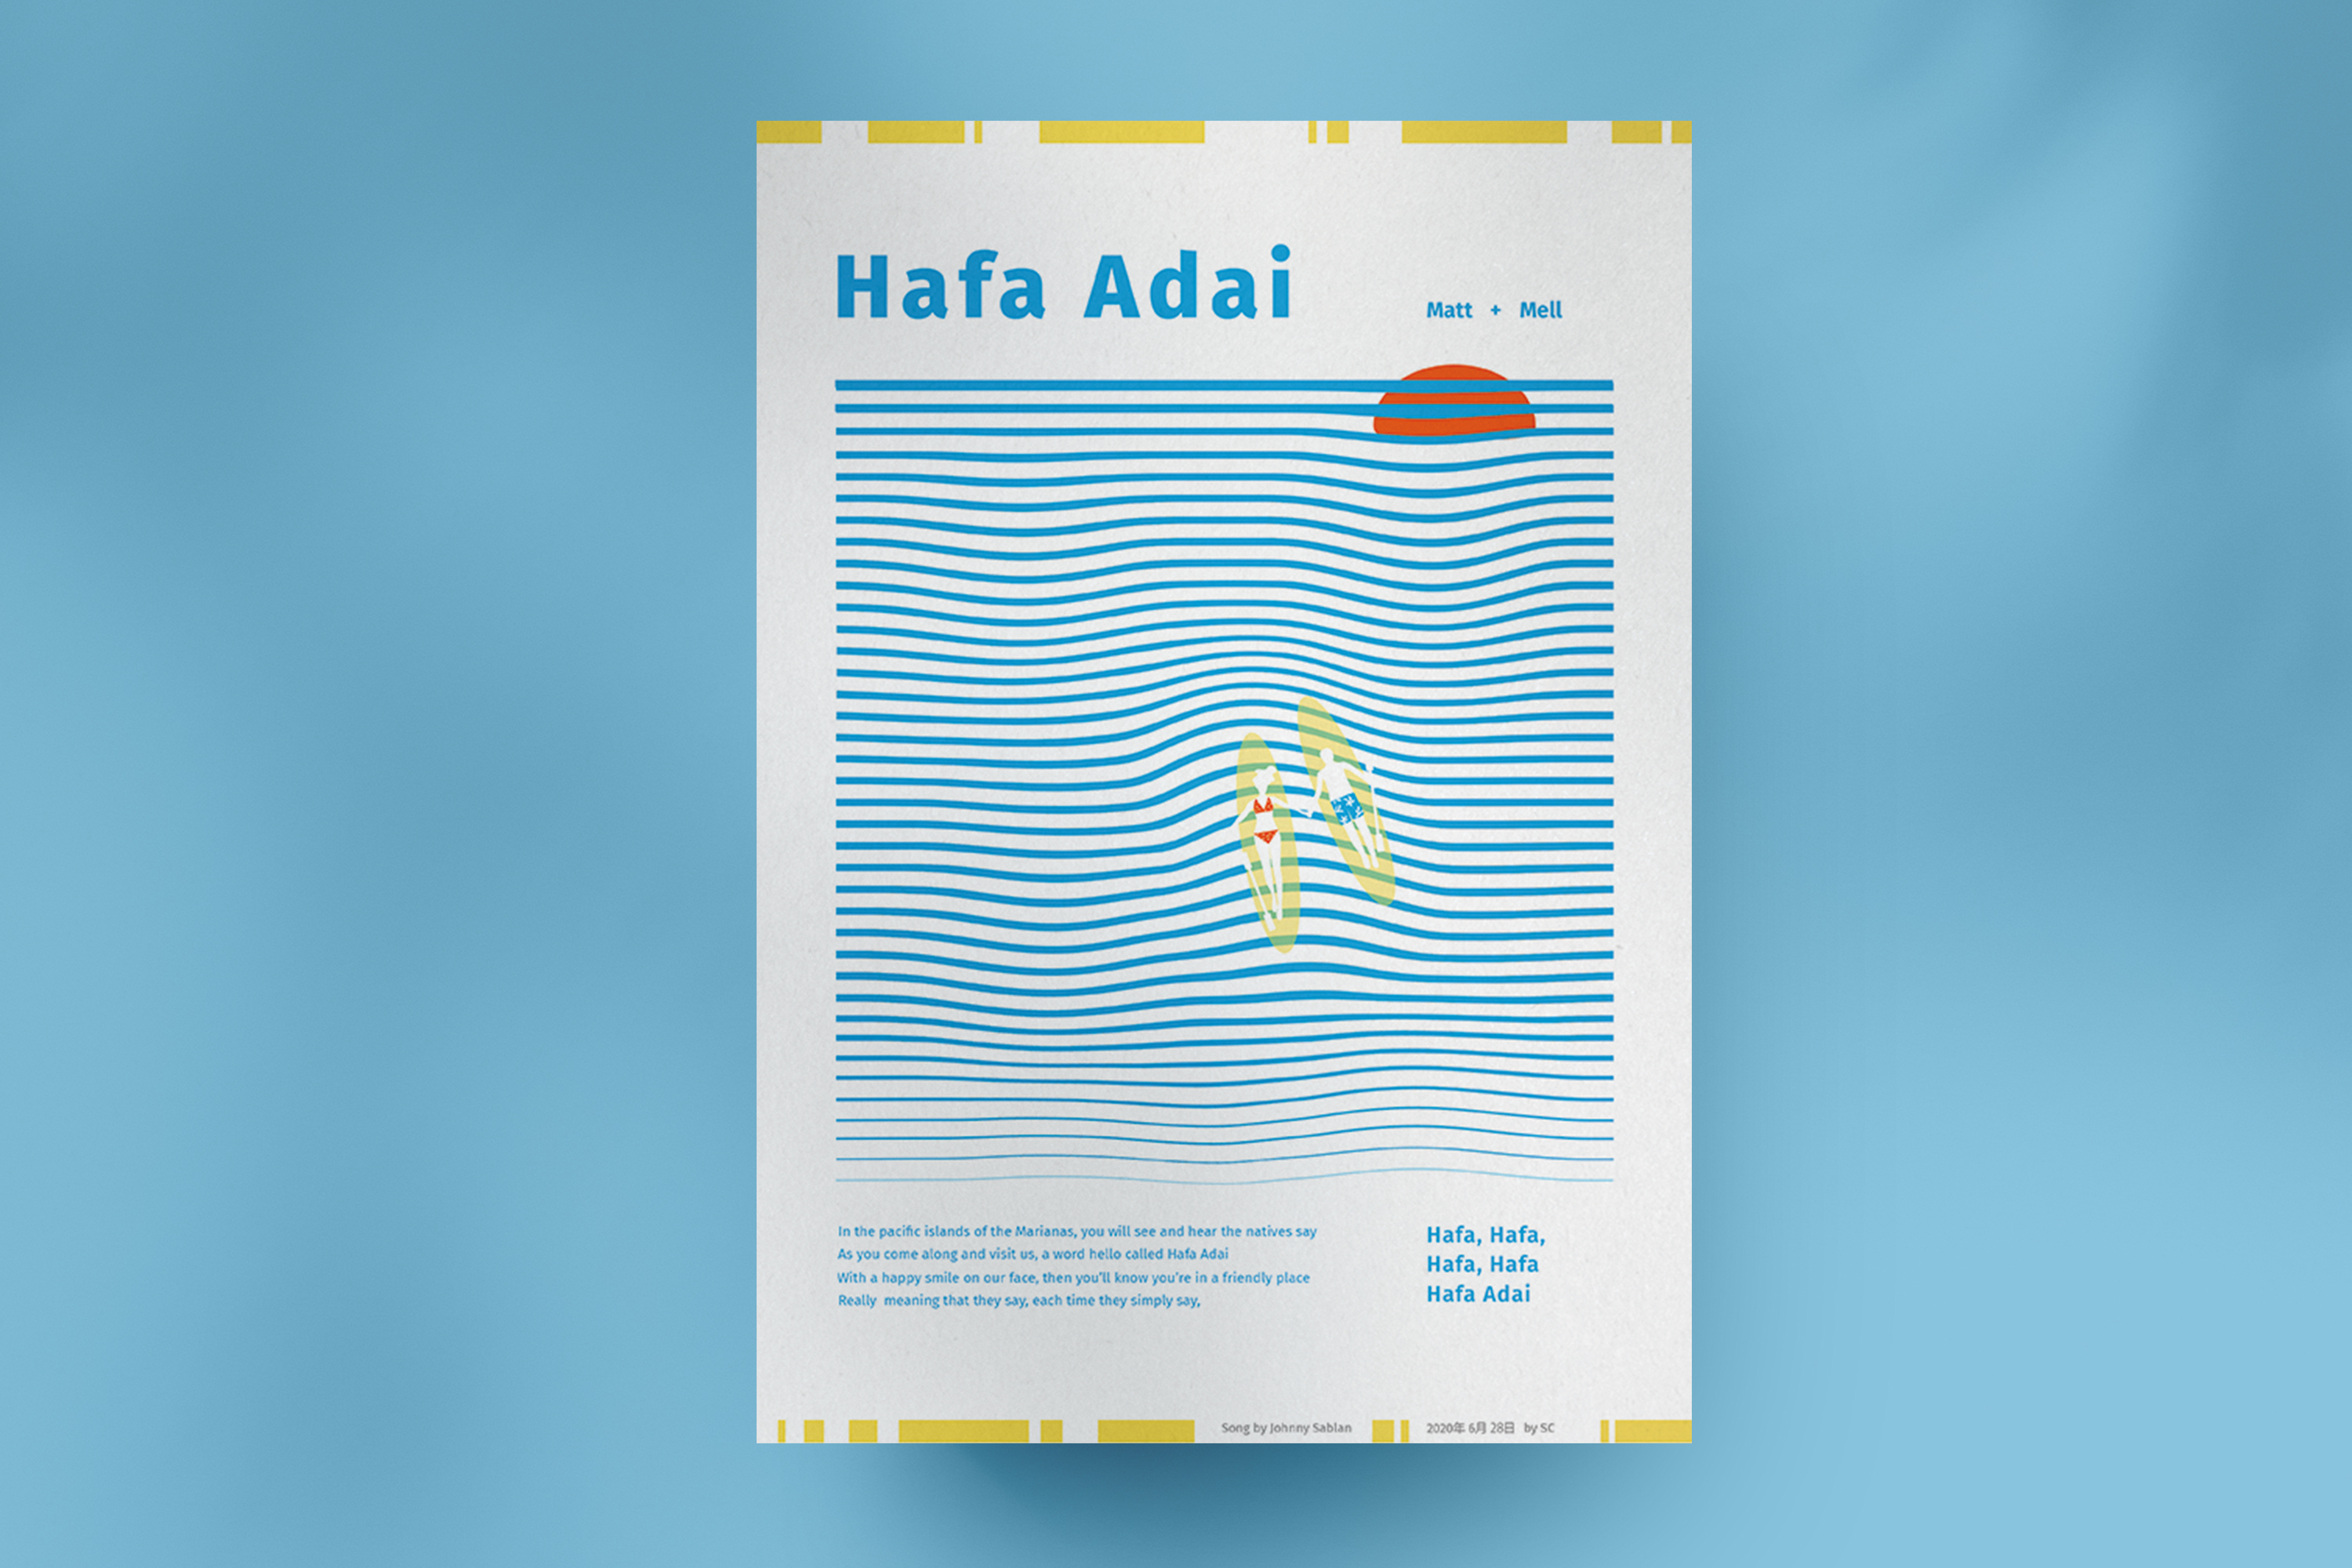 Hafa Adai
Matt + Mell
In the pacific islands of the Marianas, you will see and hear the natives say
As you come along and visit us, a word hello called Hafa Adai
With a happy smile on our face, then you'll know you're in a friendly place
Really meaning that they say, each time they simply say,
Hafa, Hafa,
Hafa, Hafa
Hafa Adai
Song by Johnny Sablan
2020年 6月 28日 by SC